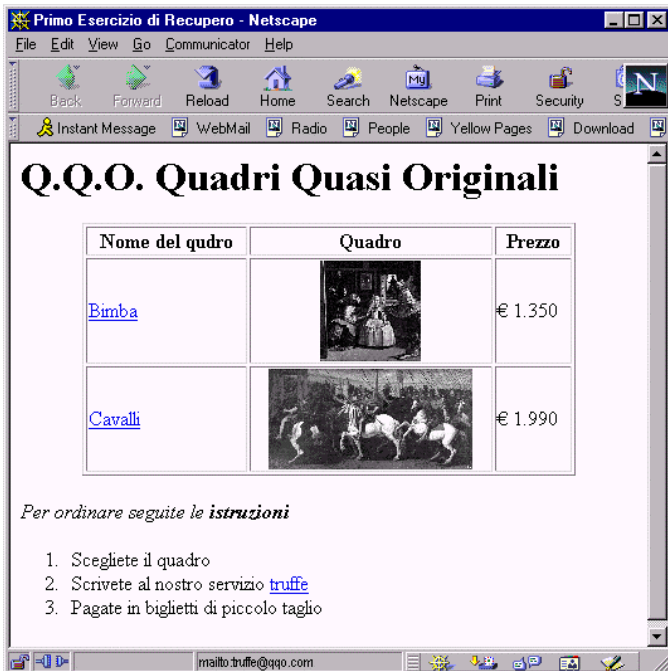 Primo Esercizio di Recupero - Netscape
File Edit View Go Communicator Help
Back Forward Reload Home Search Netscape Print Security S
My
N
Instant Message WebMail Radio People Yellow Pages Download
Q.Q.O. Quadri Quasi Originali
Nome del qudro Quadro Prezzo
Bimba € 1.350
Cavalli € 1.990
Per ordinare seguite le istruzioni
1. Scegliete il quadro
2. Scrivete al nostro servizio truffe
3. Pagate in biglietti di piccolo taglio
mailto:truffe@qqo.com